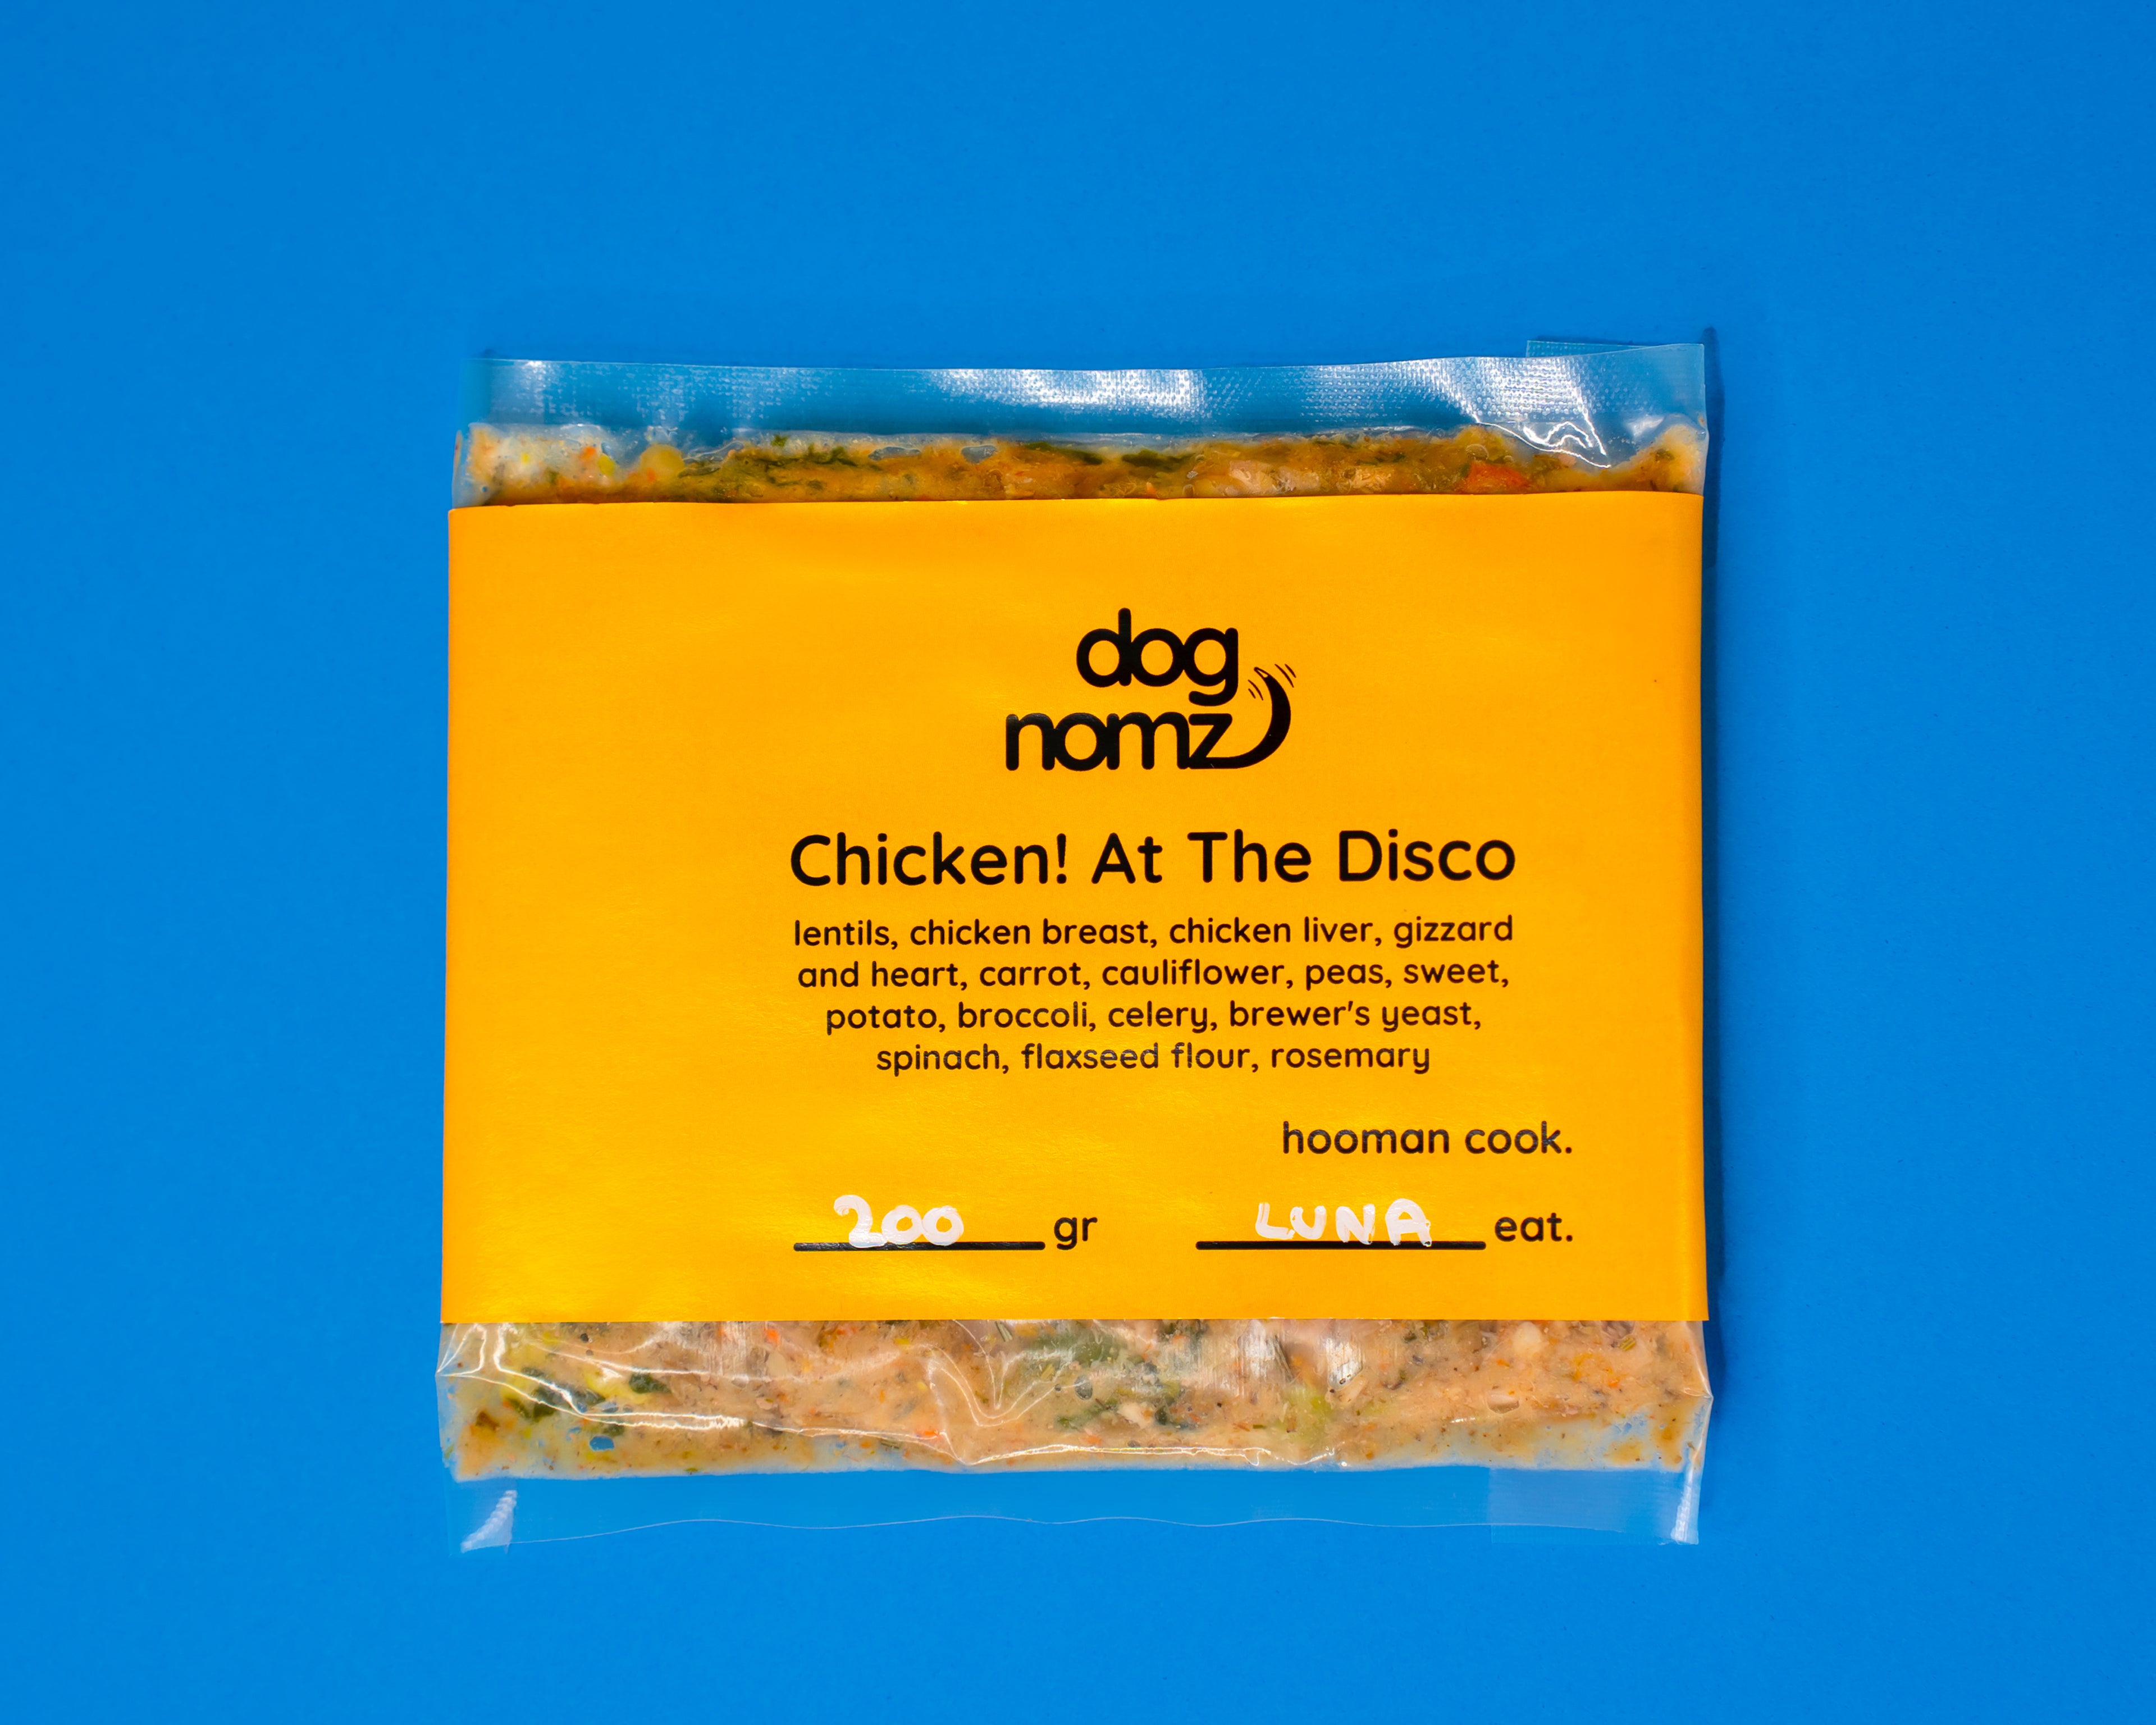 dog
nomz
Chicken! At The Disco
lentils, chicken breast, chicken liver, gizzard
and heart, carrot, cauliflower, peas, sweet,
potato, broccoli, celery, brewer's yeast,
spinach, flaxseed flour, rosemary
hooman cook.
200 gr LUNA eat.